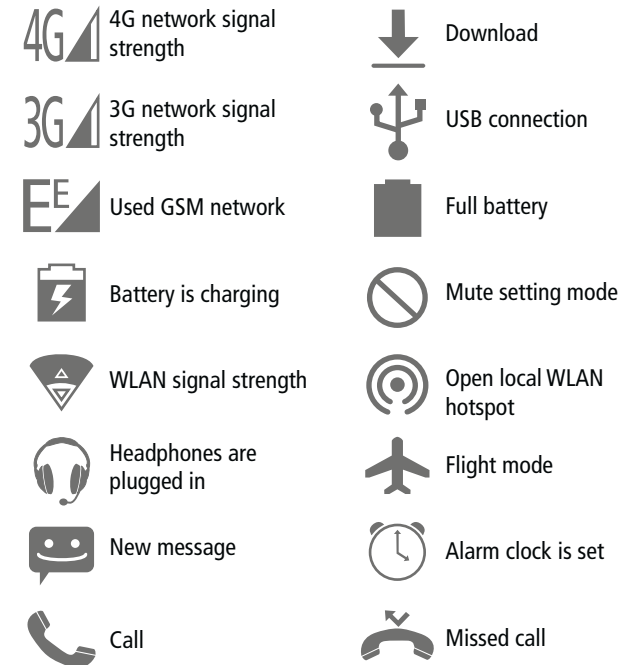 4G
4G network signal
strength
3G
3G network signal
strength
EE
Used GSM network
Battery is charging
WLAN signal strength
Headphones are
plugged in
New message
Call
Download
USB connection
Full battery
Mute setting mode
Open local WLAN
hotspot
Flight mode
Alarm clock is set
Missed call